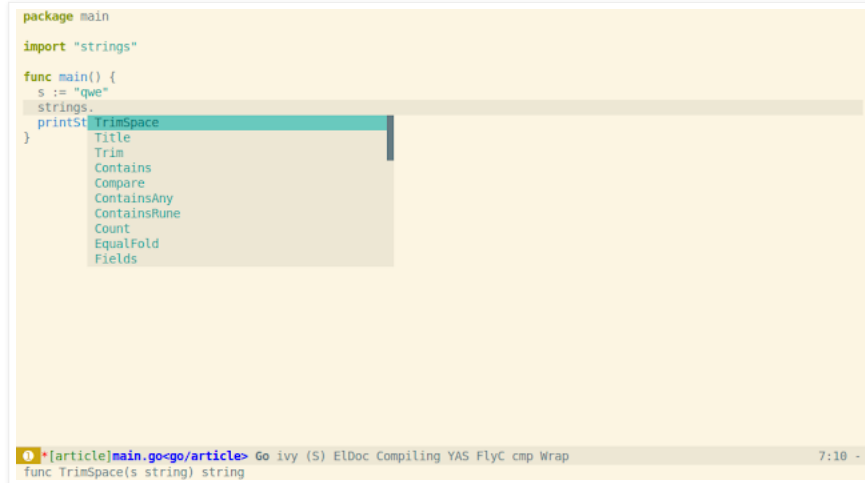 package main
import "strings"
func main() {
s := "qwe"
strings.
printSt TrimSpace
} Title
Trim
Contains
Compare
ContainsAny
ContainsRune
Count
EqualFold
Fields
❶ *[article]main.go<go/article> Go ivy (S) ElDoc Compiling YAS FlyC cmp Wrap 7:10 -
func TrimSpace(s string) string